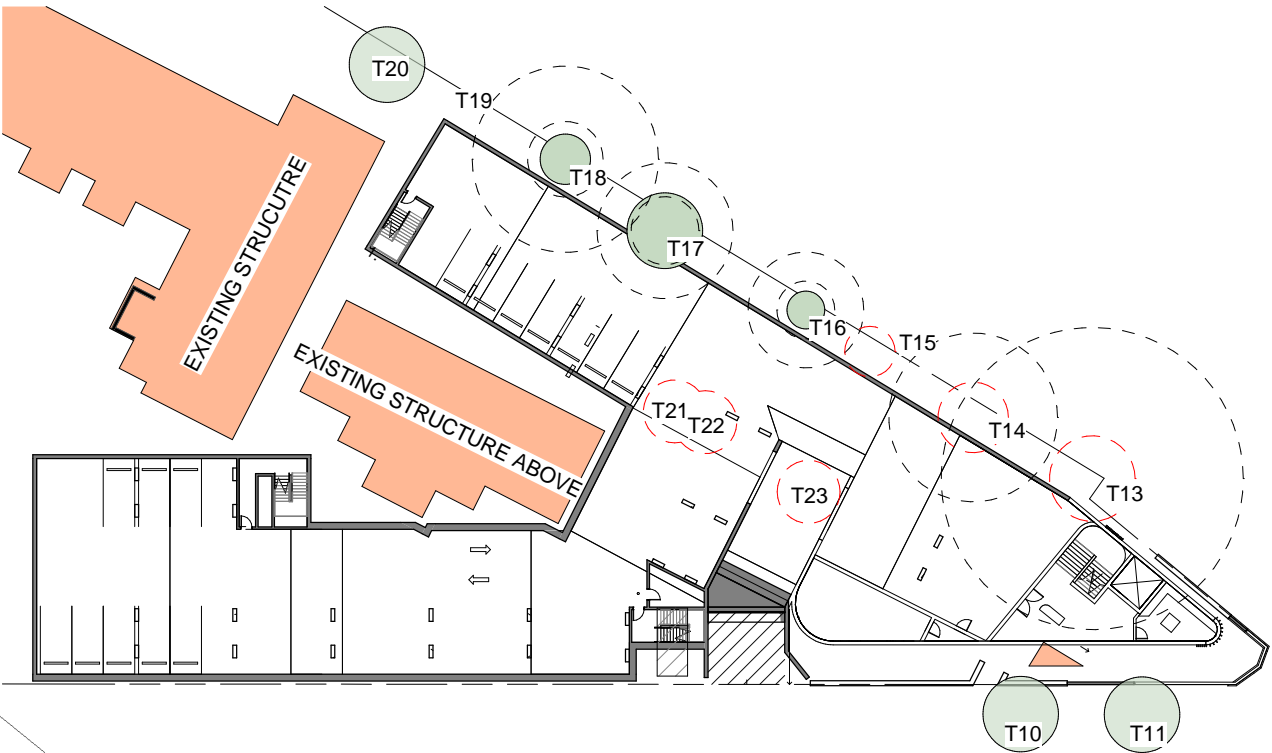 T20
T19
T18
EXISTING STRUCUTRE
T17
T16
T15
EXISTING STRUCTURE ABOVE
T21
T22
T14
T23
T13
T10
T11